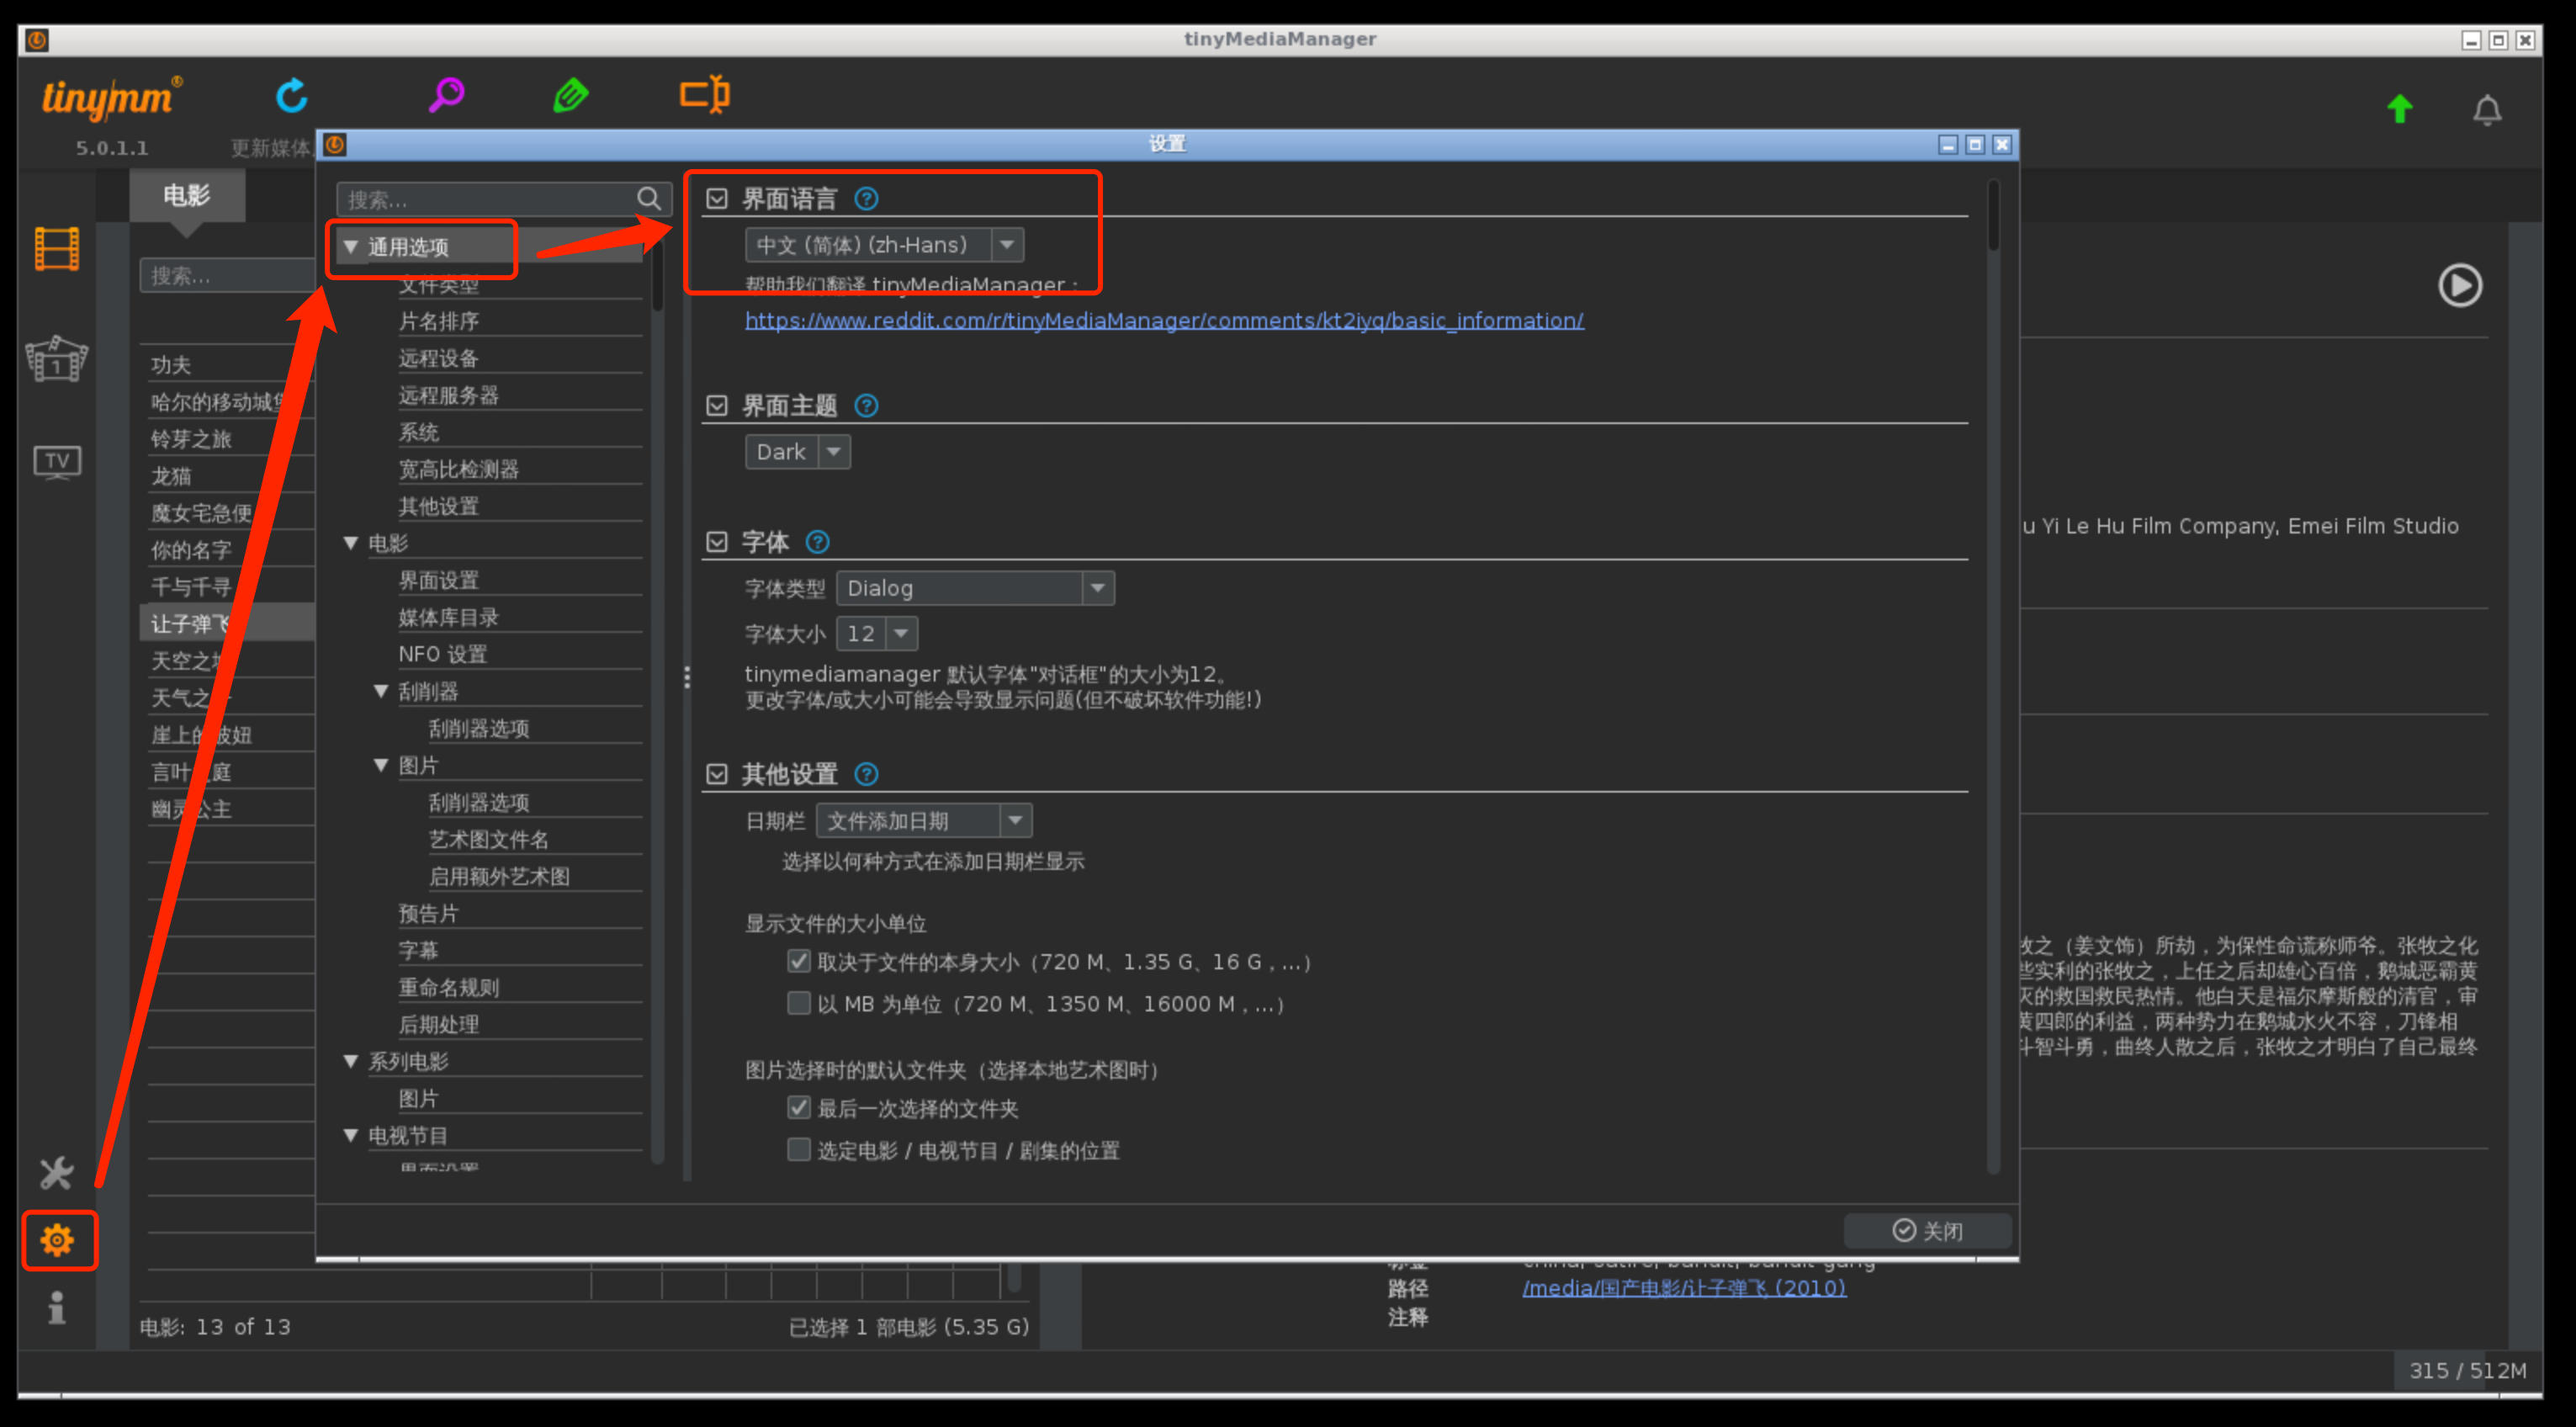 tinyMediaManager
tinymm
5.0.1.1
更新媒体
设置
电影
搜索...
功夫
哈尔的移动城堡
铃芽之旅
龙猫
魔女宅急便
你的名字
千与千寻
让子弹飞
天空之
天气之
崖上的波妞
言叶 庭
幽灵公主
电影: 13 of 13
已选择 1 部电影 (5.35 G)
1
TV
搜索...
通用选项
文件类型
片名排序
远程设备
远程服务器
系统
宽高比检测器
其他设置
电影
界面设置
媒体库目录
NFO 设置
刮削器
刮削器选项
图片
刮削器选项
艺术图文件名
启用额外艺术图
预告片
字幕
重命名规则
后期处理
系列电影
图片
电视节目
界面设置
界面语言 ?
中文 (简体) (zh-Hans)
帮助我们翻译 tinyMediaManager :
https://www.reddit.com/r/tinyMediaManager/comments/kt2iyq/basic_information/
界面主题 ?
Dark
字体 ?
字体类型 Dialog
字体大小 12
tinymediamanager 默认字体"对话框"的大小为12。
更改字体/或大小可能会导致显示问题(但不破坏软件功能!)
其他设置 ?
日期栏 文件添加日期
选择以何种方式在添加日期栏显示
显示文件的大小单位
取决于文件的本身大小（720 M、1.35 G、16 G，...）
以 MB 为单位（720 M、1350 M、16000 M，...）
图片选择时的默认文件夹（选择本地艺术图时）
最后一次选择的文件夹
选定电影 / 电视节目 / 剧集的位置
关闭
u Yi Le Hu Film Company, Emei Film Studio
牧之（姜文饰）所劫，为保性命谎称师爷。张牧之化
些实利的张牧之，上任之后却雄心百倍，鹅城恶霸黄
灭的救国救民热情。他白天是福尔摩斯般的清官，审
黄四郎的利益，两种势力在鹅城水火不容，刀锋相
斗智斗勇，曲终人散之后，张牧之才明白了自己最终
标签 china, satire, bandit, bandit gang
路径 /media/国产电影/让子弹飞 (2010)
注释
315 / 512M